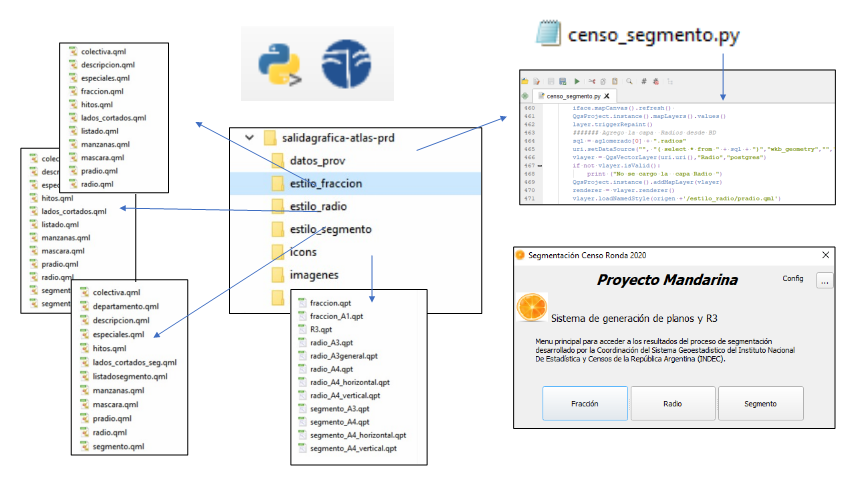 colectiva.qml
descripcion.qml
especiales.qml
fraccion.qml
hitos.qml
lados_cortados.qml
listado.qml
manzanas.qml
mascara.qml
pradio.qml
radio.qml
hitos.qml
lados_cortados.qml
listado.qml
manzanas.qml
mascara.qml
pradio.qml
radio.qml
colectiva.qml
departamento.qml
descripcion.qml
especiales.qml
hitos.qml
lados_cortados_seg.qml
listadosegmento.qml
manzanas.qml
mascara.qml
pradio.qml
radio.qml
segmento.qml
salidagrafica-atlas-prd
datos_prov
estilo_fraccion
estilo_radio
estilo_segmento
icons
imagenes
fraccion.qpt
fraccion_A1.qpt
R3.qpt
radio_A3.qpt
radio_A3general.qpt
radio_A4.qpt
radio_A4_horizontal.qpt
radio_A4_vertical.qpt
segmento_A3.qpt
segmento_A4.qpt
segmento_A4_horizontal.qpt
segmento_A4_vertical.qpt
censo_segmento.py
censo_segmento.py X
460 iface.mapCanvas().refresh()
461 QgsProject.instance().mapLayers().values()
462 layer.triggerRepaint()
463 ####### Agrego la capa Radios desde BD
464 sql = aglomerado[0] + ".radios"
465 uri.setDataSource("", "( select * from " + sql + ")","wkb_geometry","",
466 vlayer = QgsVectorLayer(uri.uri(),"Radio","postgres")
467 if not vlayer.isValid():
468 print ("No se cargo la capa Radio ")
469 QgsProject.instance().addMapLayer(vlayer)
470 renderer = vlayer.renderer()
471 vlayer.loadNamedStyle(origen +'/estilo_radio/pradio.qml')
Segmentación Censo Ronda 2020
Proyecto Mandarina
Config
...
Sistema de generación de planos y R3
Menu principal para acceder a los resultados del proceso de segmentación
desarrollado por la Coordinación del Sistema Geoestadistico del Instituto Nacional
De Estadística y Censos de la República Argentina (INDEC).
Fracción
Radio
Segmento